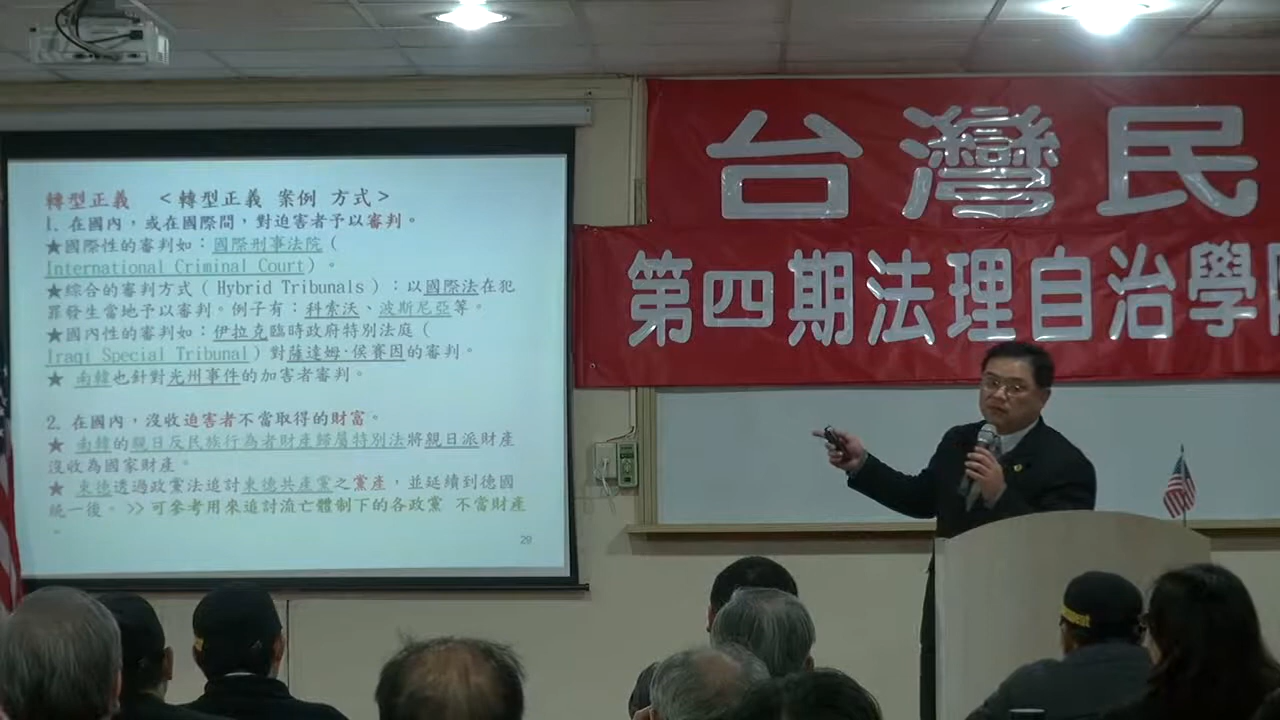 轉型正義 <轉型正義 案例 方式>
1. 在國內，或在國際間，對迫害者予以審判。
★國際性的審判如：國際刑事法院（
International Criminal Court）。
★綜合的審判方式（Hybrid Tribunals）：以國際法在犯
罪發生當地予以審判。例子有：科索沃、波斯尼亞等。
★國內性的審判如：伊拉克臨時政府特別法庭（
Iraqi Special Tribunal）對薩達姆·侯賽因的審判。
★ 南韓也針對光州事件的加害者審判。
2. 在國內，沒收迫害者不當取得的財富。
★ 南韓的親日反民族行為者財產歸屬特別法將親日派財產
沒收為國家財產。
★ 東德透過政黨法追討東德共產黨之黨產，並延續到德國
統一後。>> 可參考用來追討流亡體制下的各政黨 不當財產
。
29
台灣民
第四期法理自治學